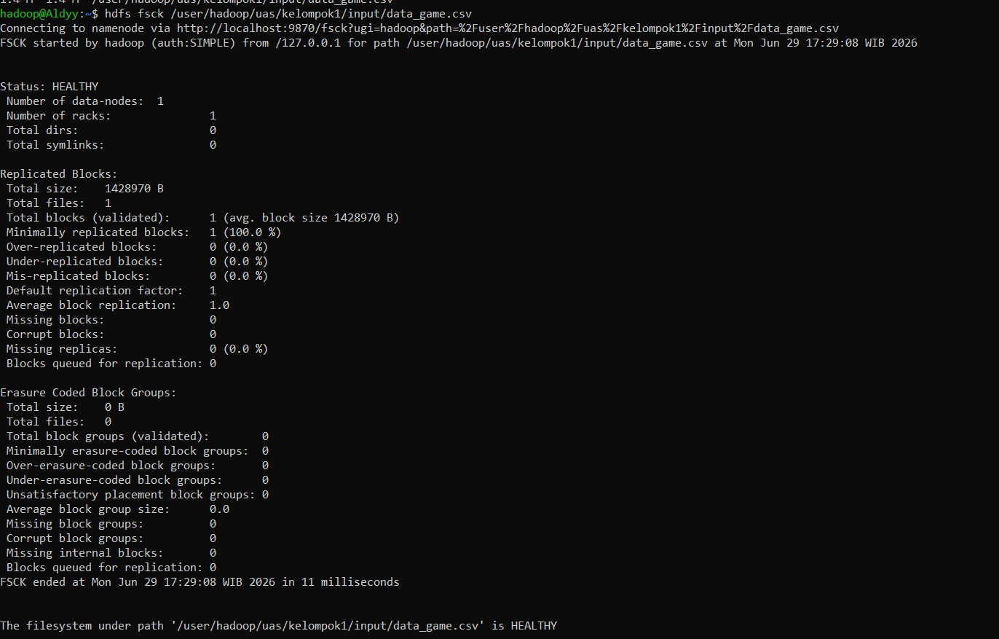 1.4 M  1.4 M  /user/hadoop/uas/kelompok1/input/data_game.csv
hadoop@Aldyy:~$ hdfs fsck /user/hadoop/uas/kelompok1/input/data_game.csv
Connecting to namenode via http://localhost:9870/fsck?ugi=hadoop&path=%2Fuser%2Fhadoop%2Fuas%2Fkelompok1%2Finput%2Fdata_game.csv
FSCK started by hadoop (auth:SIMPLE) from /127.0.0.1 for path /user/hadoop/uas/kelompok1/input/data_game.csv at Mon Jun 29 17:29:08 WIB 2026
Status: HEALTHY
 Number of data-nodes:  1
 Number of racks:               1
 Total dirs:                    0
 Total symlinks:                0
Replicated Blocks:
 Total size:    1428970 B
 Total files:   1
 Total blocks (validated):      1 (avg. block size 1428970 B)
 Minimally replicated blocks:   1 (100.0 %)
 Over-replicated blocks:        0 (0.0 %)
 Under-replicated blocks:       0 (0.0 %)
 Mis-replicated blocks:         0 (0.0 %)
 Default replication factor:    1
 Average block replication:     1.0
 Missing blocks:                0
 Corrupt blocks:                0
 Missing replicas:              0 (0.0 %)
 Blocks queued for replication: 0
Erasure Coded Block Groups:
 Total size:    0 B
 Total files:   0
 Total block groups (validated):        0
 Minimally erasure-coded block groups:  0
 Over-erasure-coded block groups:       0
 Under-erasure-coded block groups:      0
 Unsatisfactory placement block groups: 0
 Average block group size:      0.0
 Missing block groups:          0
 Corrupt block groups:          0
 Missing internal blocks:       0
 Blocks queued for replication: 0
FSCK ended at Mon Jun 29 17:29:08 WIB 2026 in 11 milliseconds
The filesystem under path '/user/hadoop/uas/kelompok1/input/data_game.csv' is HEALTHY